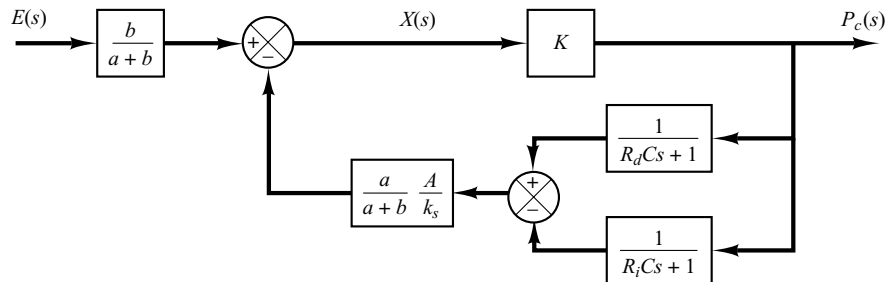 E(s)
b
a + b
+
−
X(s)
K
P_c(s)
1
R_dCs + 1
a
a + b
A
k_s
+
−
1
R_iCs + 1